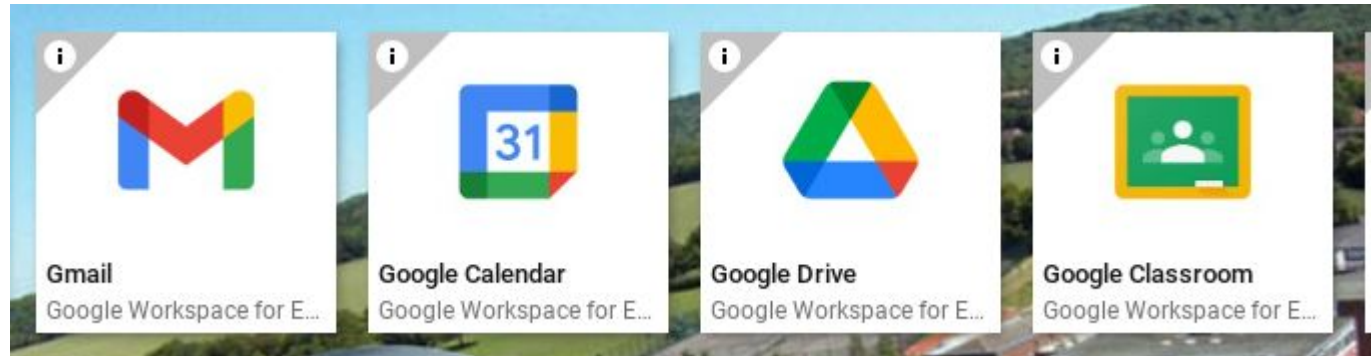 31
Gmail
Google Workspace for E...
Google Calendar
Google Workspace for E...
Google Drive
Google Workspace for E...
Google Classroom
Google Workspace for E...